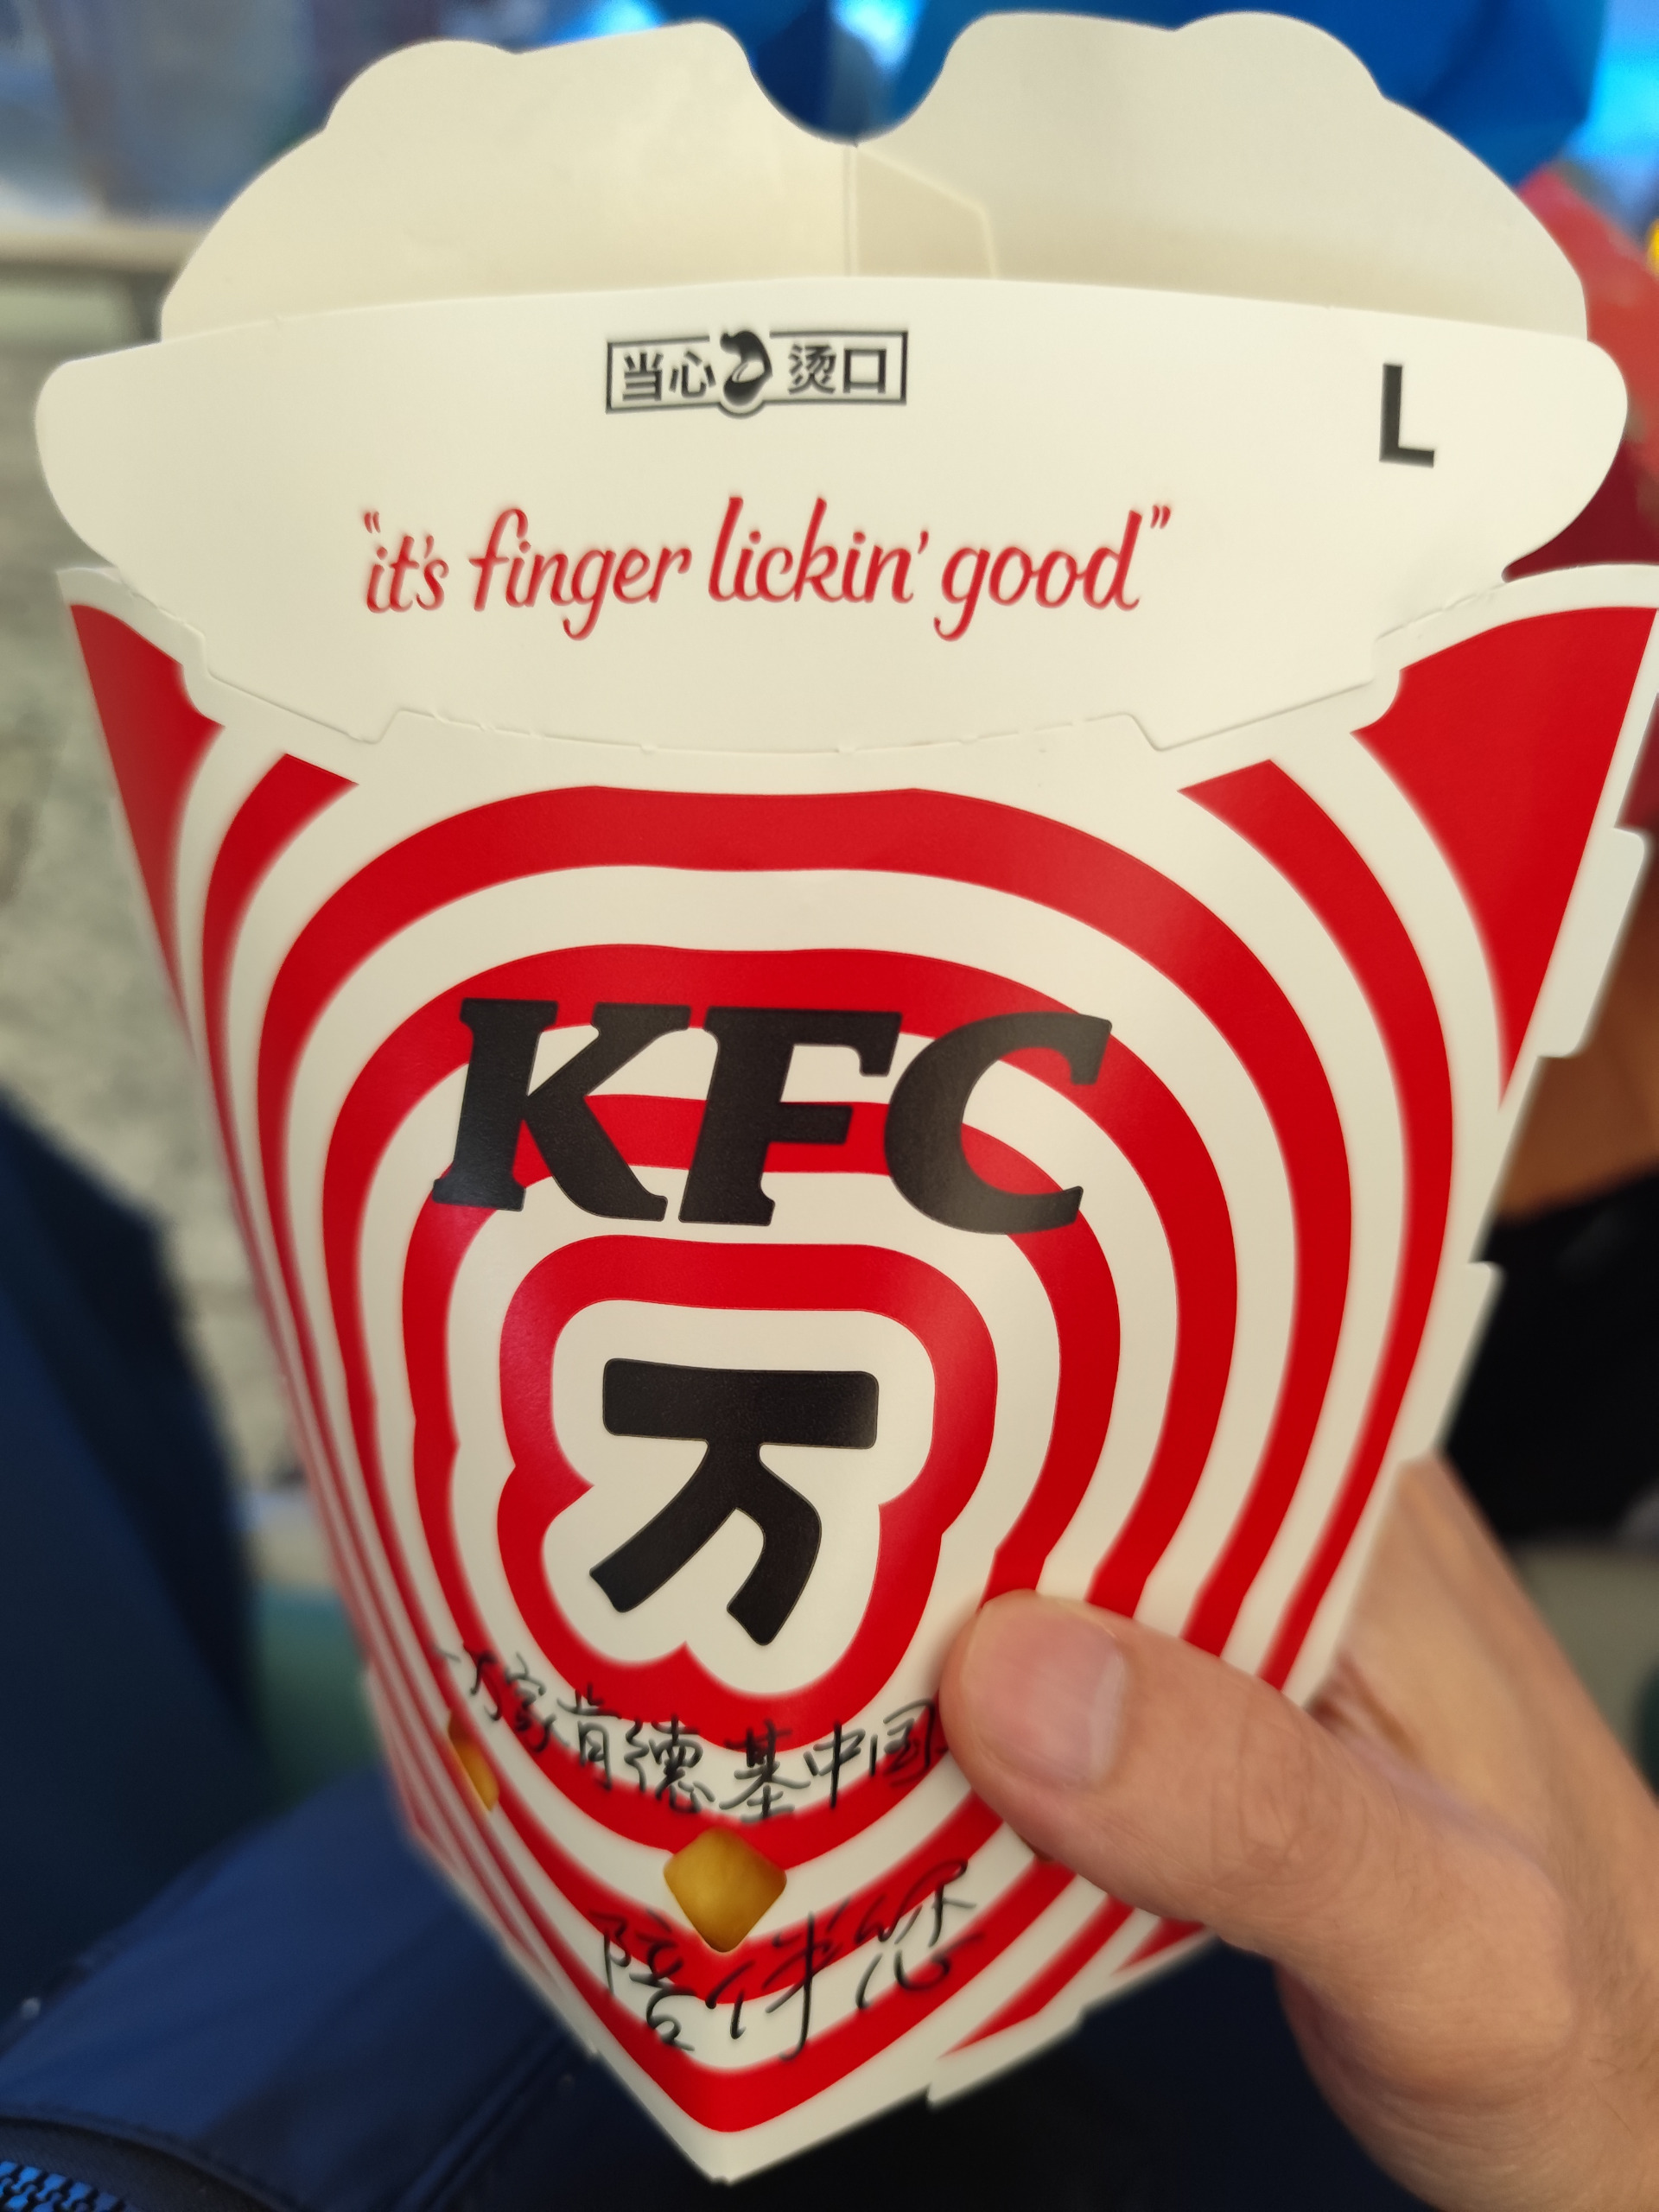 当心烫口
L
“it's finger lickin' good”
KFC
万
一万家肯德基中国
陪伴您